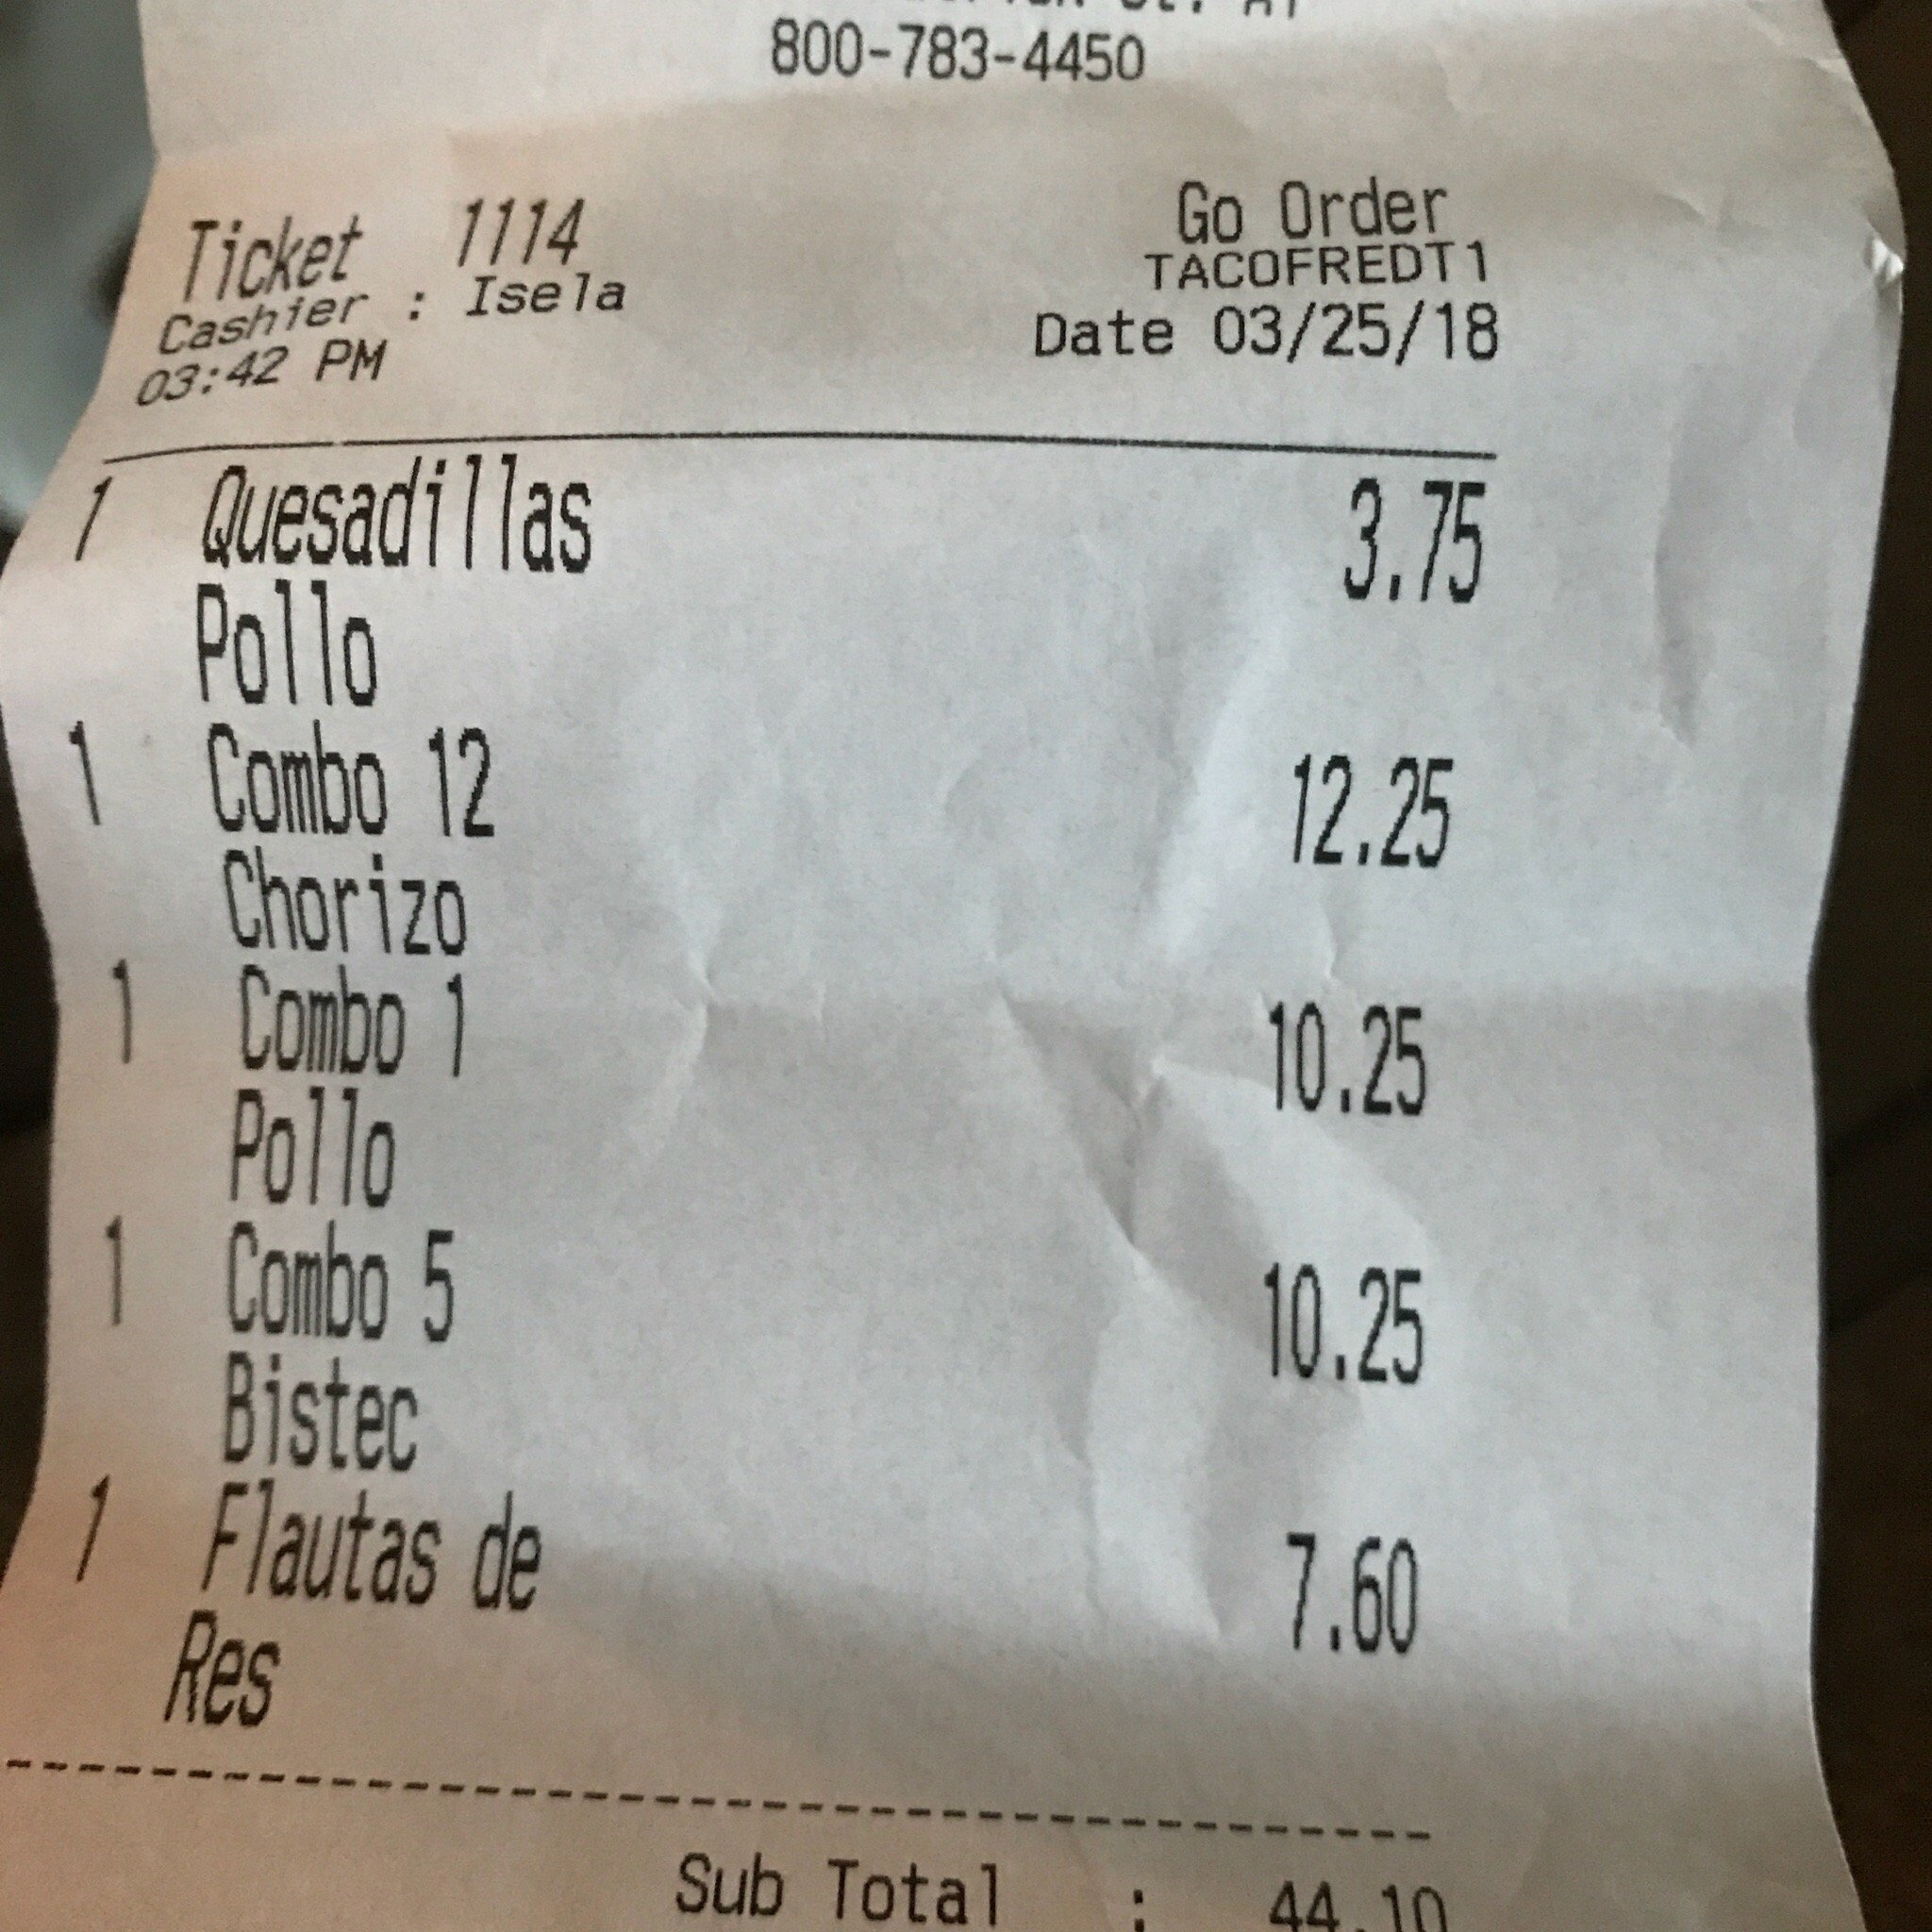 800-783-4450
Ticket 1114 Go Order
Cashier : Isela TACOFREDT1
03:42 PM Date 03/25/18
1 Quesadillas 3.75
Pollo
1 Combo 12 12.25
Chorizo
1 Combo 1 10.25
Pollo
1 Combo 5 10.25
Bistec
1 Flautas de 7.60
Res
Sub Total : 44.10